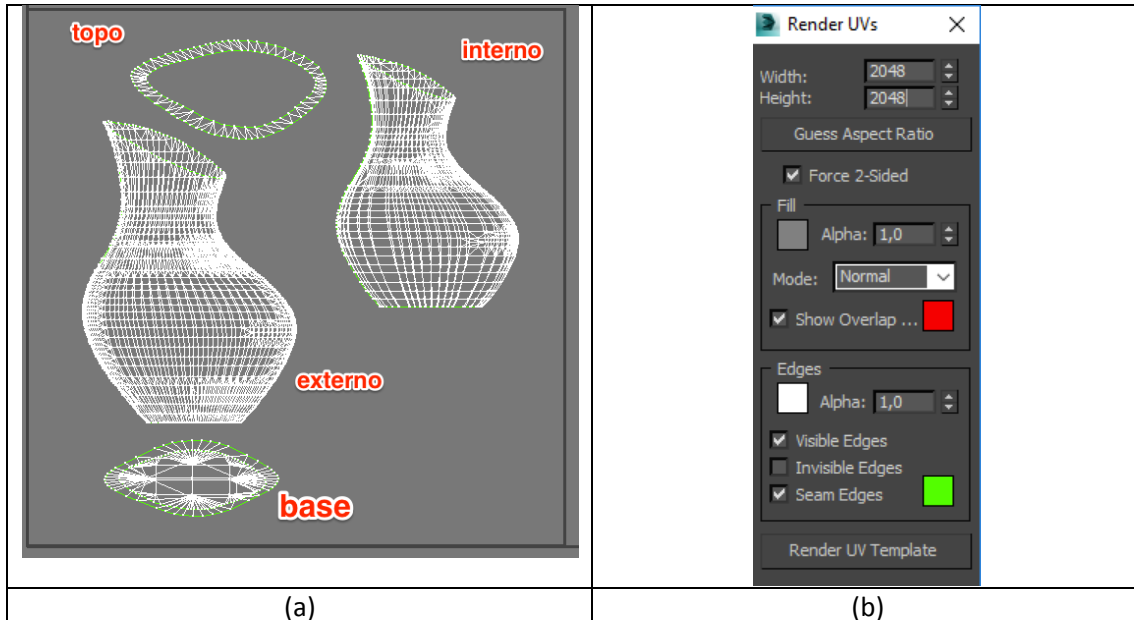 topo
interno
externo
base
(a)
Render UVs
Width: 2048
Height: 2048
Guess Aspect Ratio
Force 2-Sided
Fill
Alpha: 1,0
Mode: Normal
Show Overlap ...
Edges
Alpha: 1,0
Visible Edges
Invisible Edges
Seam Edges
Render UV Template
(b)